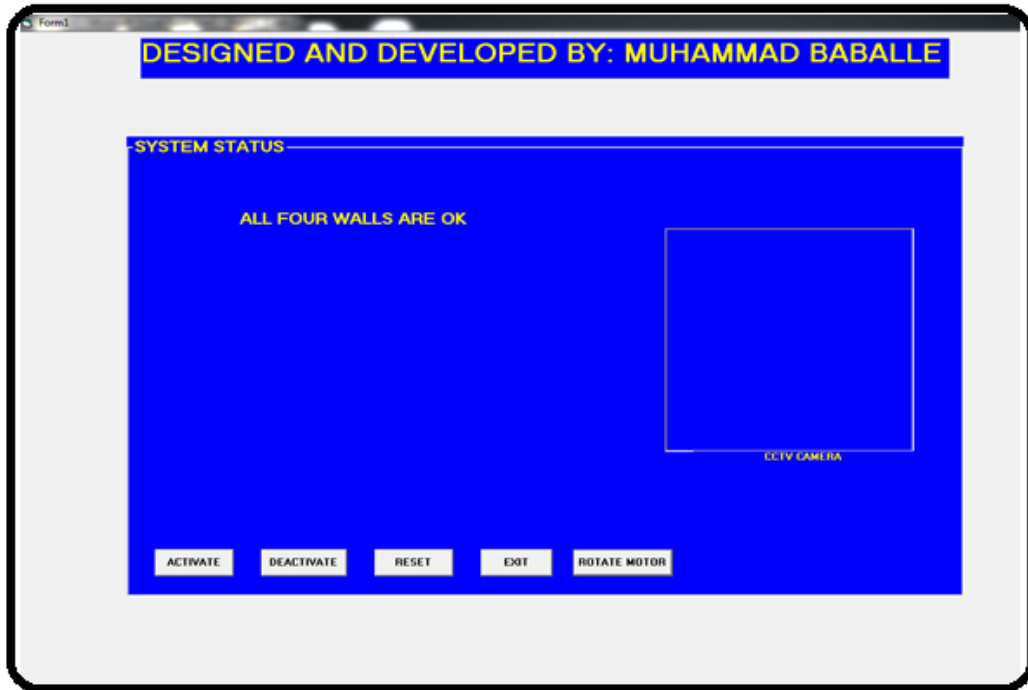 Form1
DESIGNED AND DEVELOPED BY: MUHAMMAD BABALLE
SYSTEM STATUS
ALL FOUR WALLS ARE OK
CCTV CAMERA
ACTIVATE DEACTIVATE RESET EXIT ROTATE MOTOR